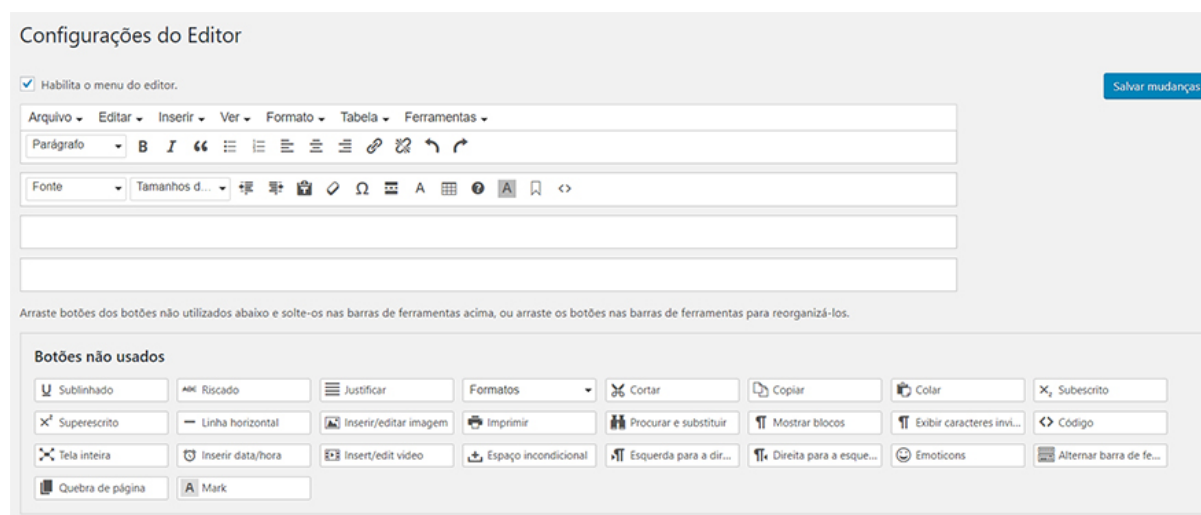 Configurações do Editor
Habilita o menu do editor.
Salvar mudanças
Arquivo Editar Inserir Ver Formato Tabela Ferramentas
Parágrafo B I
Fonte Tamanhos d... Ω A A <>
Arraste botões dos botões não utilizados abaixo e solte-os nas barras de ferramentas acima, ou arraste os botões nas barras de ferramentas para reorganizá-los.
Botões não usados
U Sublinhado ABC Riscado Justificar Formatos Cortar Copiar Colar X₂ Subescrito
X² Superescrito Linha horizontal Inserir/editar imagem Imprimir Procurar e substituir ¶ Mostrar blocos ¶ Exibir caracteres invi... <> Código
Tela inteira Inserir data/hora Insert/edit video Espaço incondicional ¶ Esquerda para a dir... ¶ Direita para a esque... Emoticons Alternar barra de fe...
Quebra de página A Mark